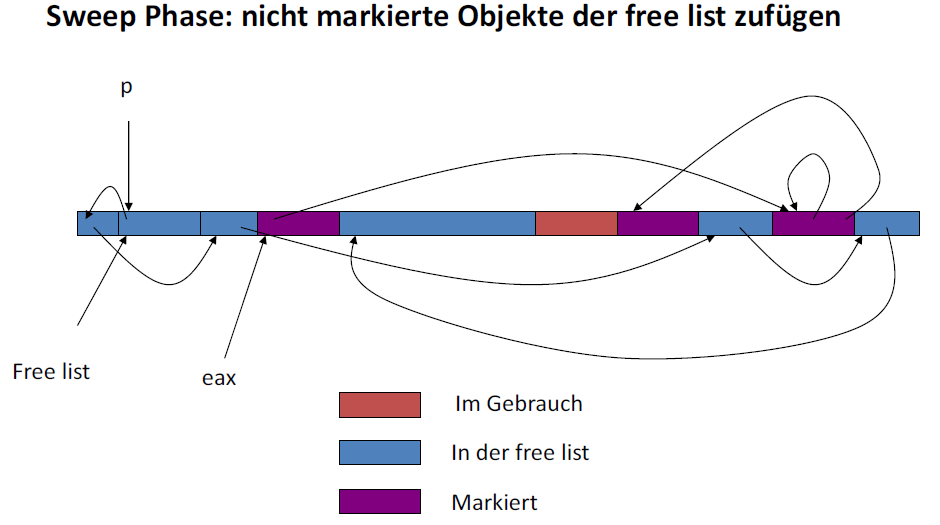 Sweep Phase: nicht markierte Objekte der free list zufügen
p
Free list
eax
Im Gebrauch
In der free list
Markiert